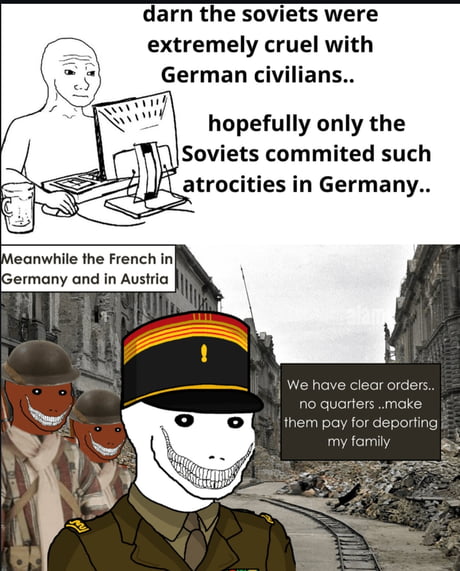 darn the soviets were
extremely cruel with
German civilians..
hopefully only the
Soviets commited such
atrocities in Germany..
Meanwhile the French in
Germany and in Austria
alam
We have clear orders..
no quarters ..make
them pay for deporting
my family